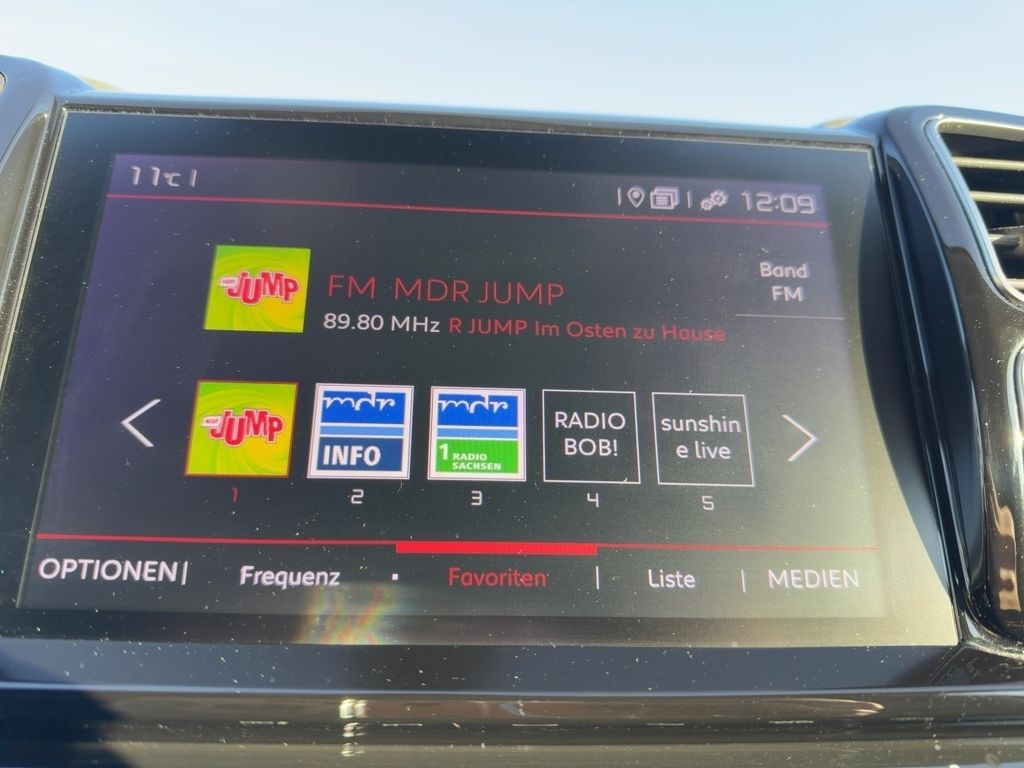 11°C
12:09
MDR JUMP
FM MDR JUMP
89.80 MHz R JUMP Im Osten zu Hause
Band
FM
MDR JUMP
mdr
INFO
mdr
1 RADIO
SACHSEN
RADIO
BOB!
sunshin
e live
1
2
3
4
5
OPTIONEN
Frequenz
Favoriten
Liste
MEDIEN